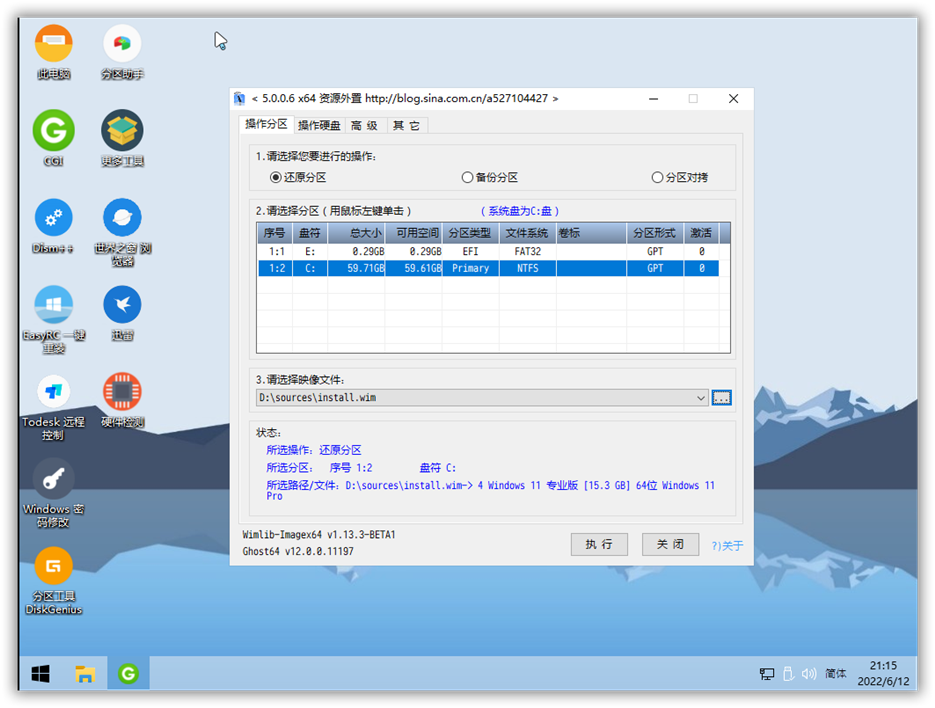 此电脑
分区助手
CGI
更多工具
Dism++
世界之窗 浏
览器
EasyRC 一键
重装
迅雷
Todesk 远程
控制
硬件检测
Windows 密
码修改
分区工具
DiskGenius
< 5.0.0.6 x64 资源外置 http://blog.sina.com.cn/a527104427 >
操作分区 操作硬盘 高 级 其 它
1.请选择您要进行的操作:
还原分区 备份分区 分区对拷
2.请选择分区 ( 用鼠标左键单击 ) ( 系统盘为C:盘 )
序号 盘符 总大小 可用空间 分区类型 文件系统 卷标 分区形式 激活
1:1 E: 0.29GB 0.29GB EFI FAT32 GPT 0
1:2 C: 59.71GB 59.61GB Primary NTFS GPT 0
3.请选择映像文件:
D:\sources\install.wim ...
状态:
所选操作: 还原分区
所选分区: 序号 1:2 盘符 C:
所选路径/文件: D:\sources\install.wim-> 4 Windows 11 专业版 [15.3 GB] 64位 Windows 11
Pro
Wimlib-Imagex64 v1.13.3-BETA1
Ghost64 v12.0.0.11197
执 行 关 闭 ?)关于
简体
21:15
2022/6/12